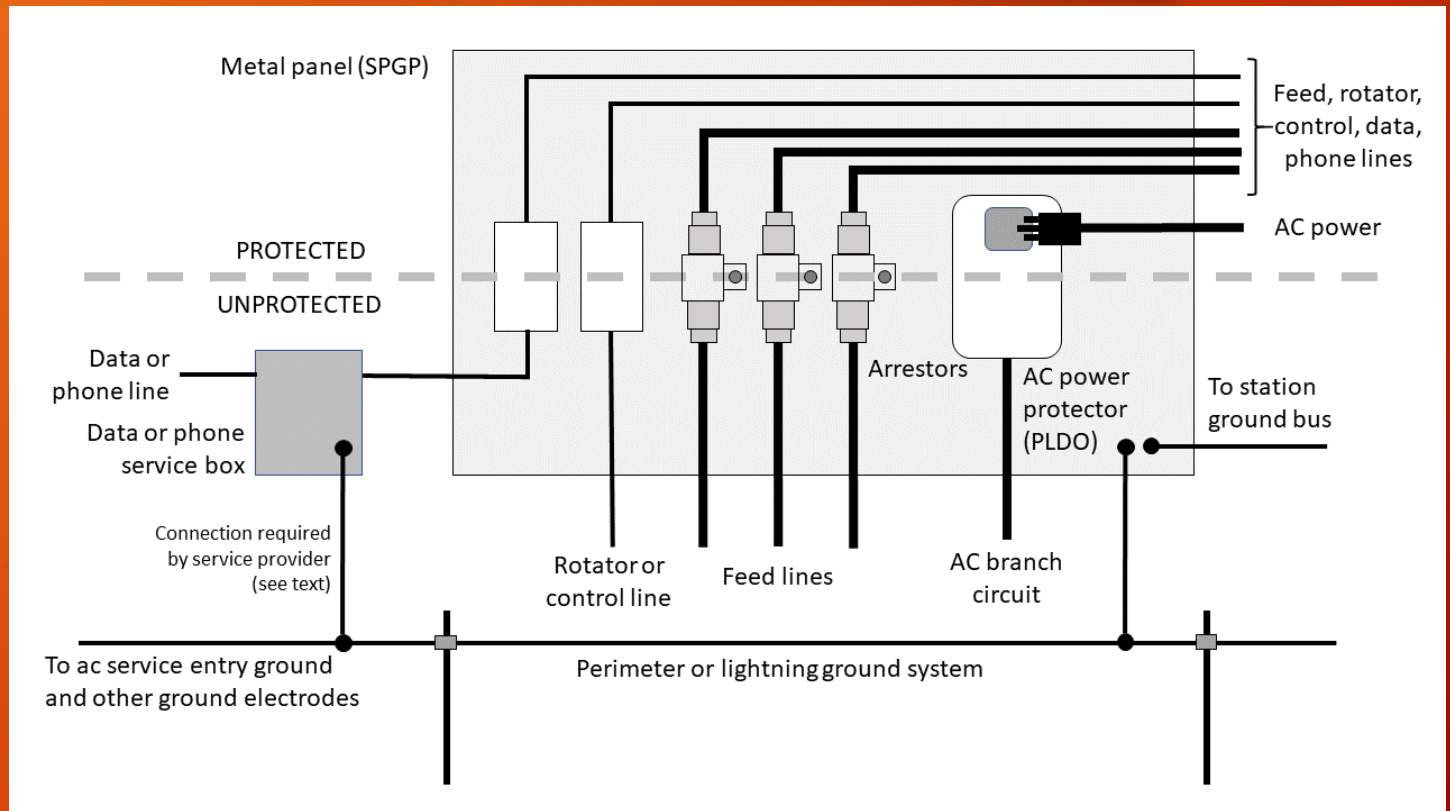 Metal panel (SPGP)
Feed, rotator,
control, data,
phone lines
AC power
PROTECTED
UNPROTECTED
Data or
phone line
Data or phone
service box
Arrestors
AC power
protector
(PLDO)
To station
ground bus
Connection required
by service provider
(see text)
Rotator or
control line
Feed lines
AC branch
circuit
To ac service entry ground
and other ground electrodes
Perimeter or lightning ground system